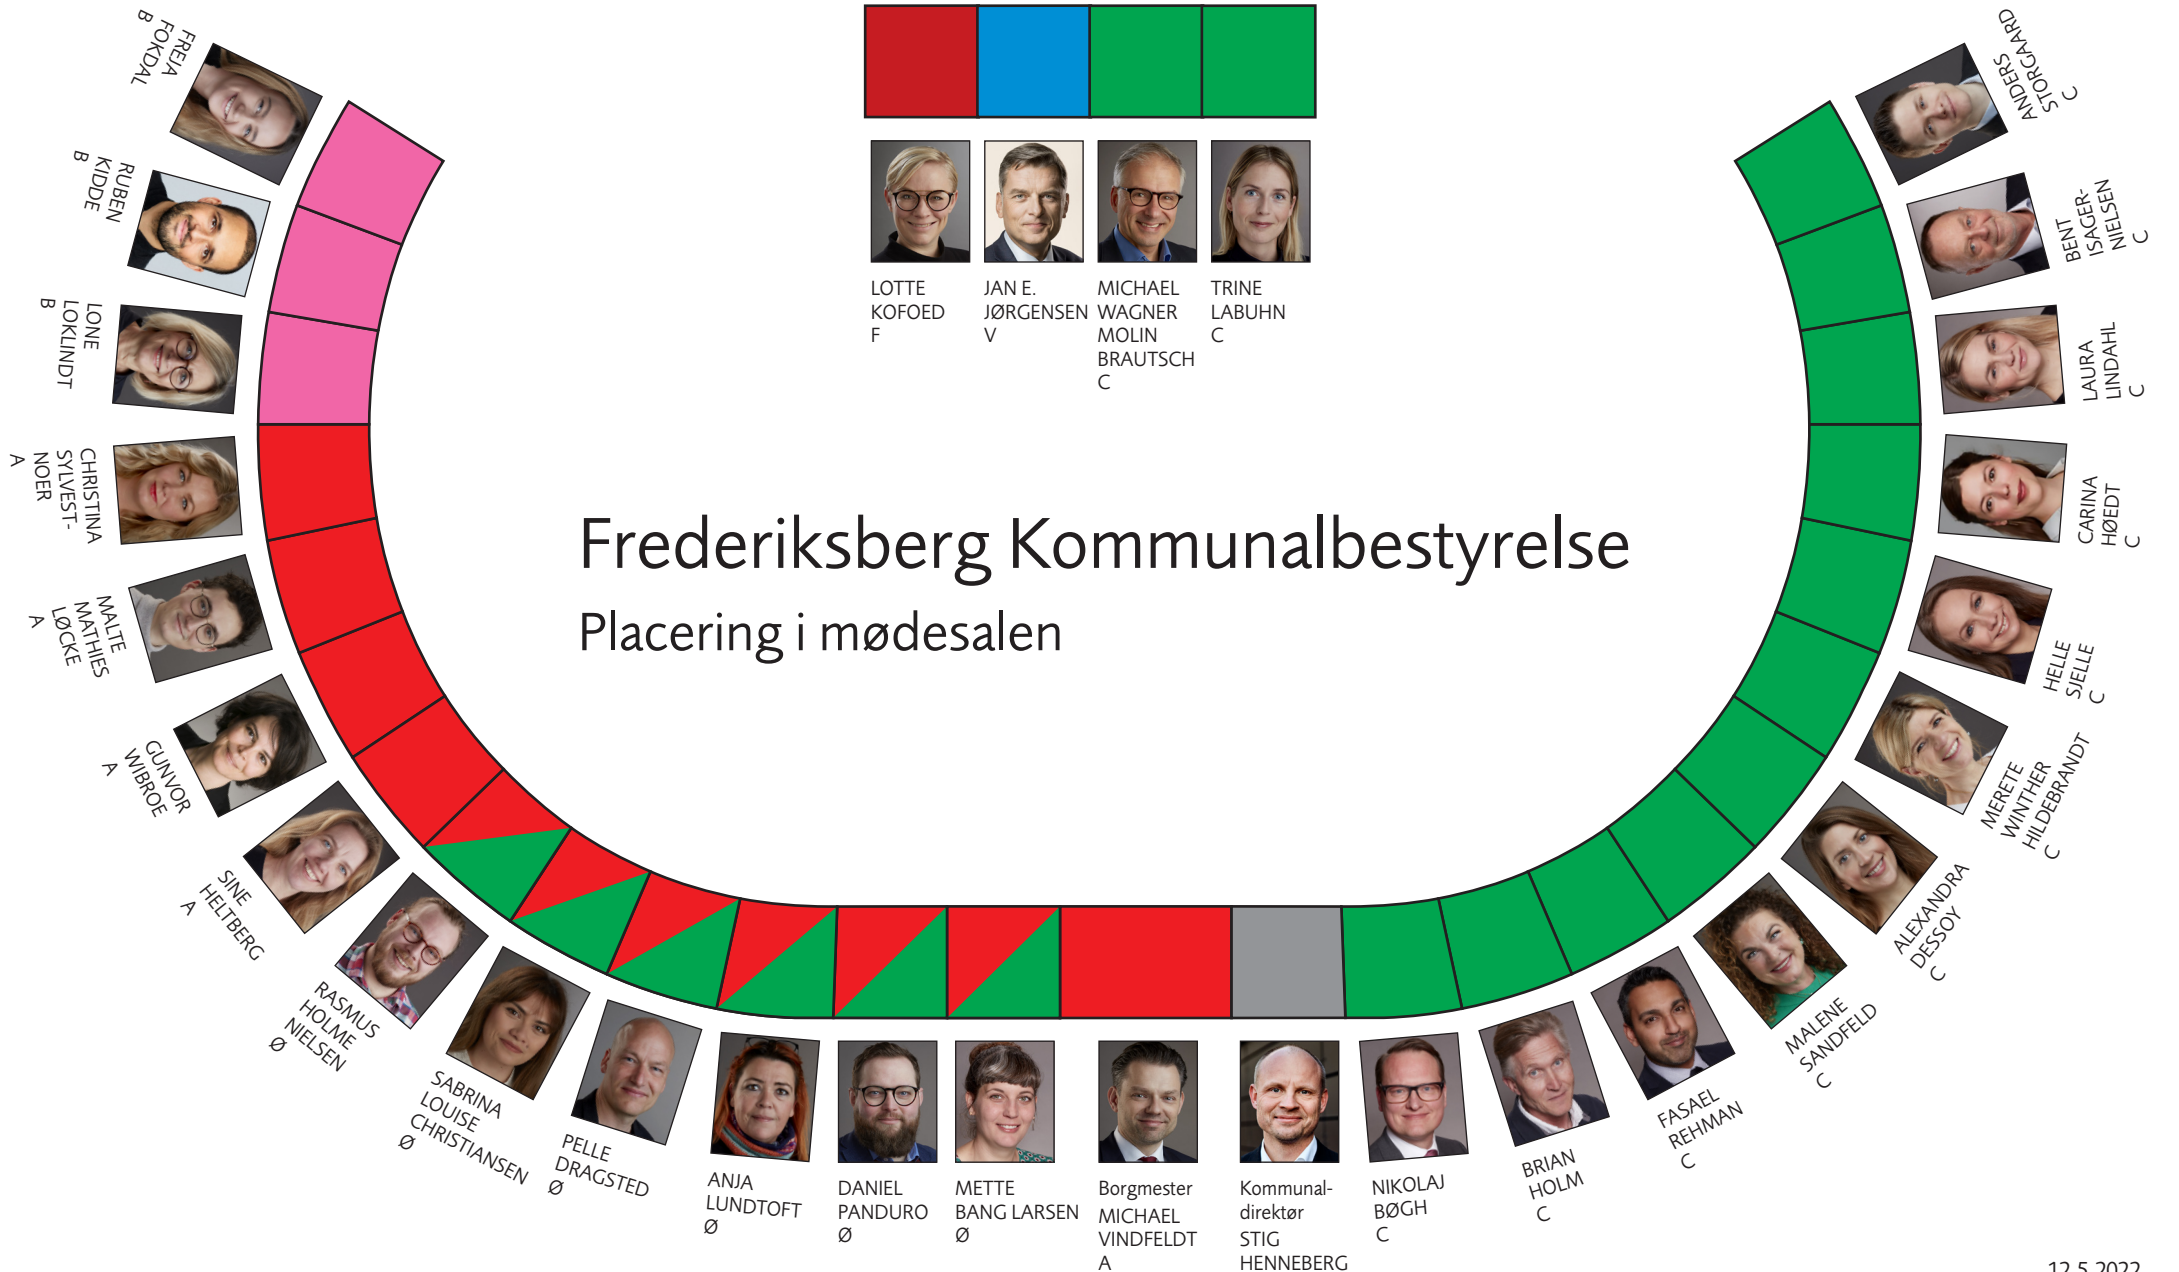 LOTTE
KOFOED
F
JAN E.
JØRGENSEN
V
MICHAEL
WAGNER
MOLIN
BRAUTSCH
C
TRINE
LABUHN
C
Frederiksberg Kommunalbestyrelse
Placering i mødesalen
FREJA
FOKDAL
B
RUBEN
KIDDE
B
LONE
LOKLINDT
B
CHRISTINA
SYLVEST-
NOER
A
MALTE
MATHIES
LØCKE
A
GUNVOR
WIBROE
A
SINE
HELTBERG
A
RASMUS
HOLME
NIELSEN
Ø
SABRINA
LOUISE
CHRISTIANSEN
Ø
PELLE
DRAGSTED
Ø
ANJA
LUNDTOFT
Ø
DANIEL
PANDURO
Ø
METTE
BANG LARSEN
Ø
Borgmester
MICHAEL
VINDFELDT
A
Kommunal-
direktør
STIG
HENNEBERG
NIKOLAJ
BØGH
C
BRIAN
HOLM
C
FASAEL
REHMAN
C
MALENE
SANDFELD
C
ALEXANDRA
DESSOY
C
MERETE
WINTHER
HILDEBRANDT
C
HELLE
SJELLE
C
CARINA
HØEDT
C
LAURA
LINDAHL
C
BENT
ISAGER-
NIELSEN
C
ANDERS
STORGAARD
C
12.5.2022